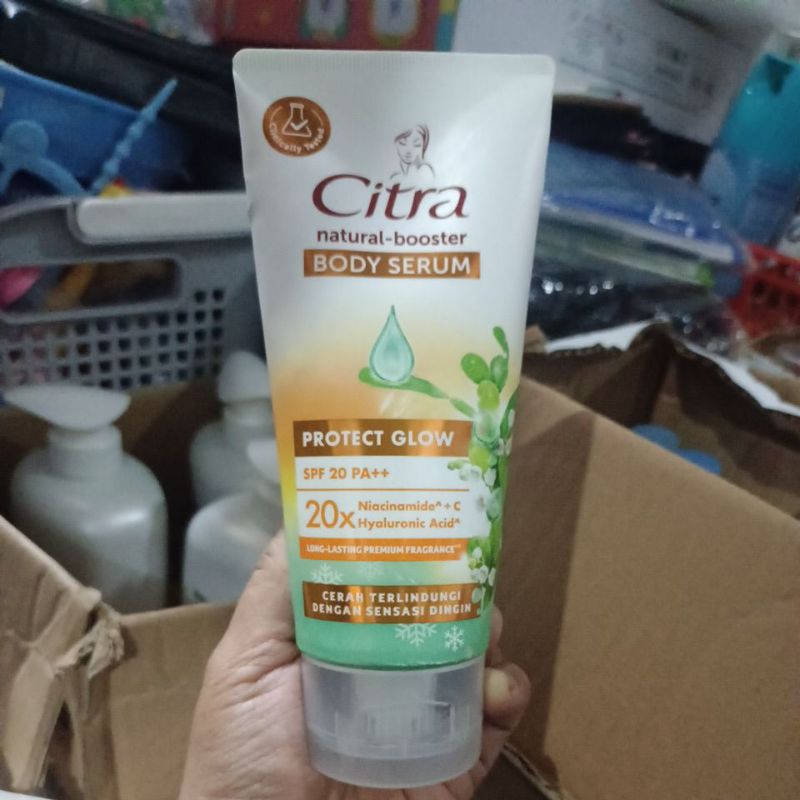 Clinically Tested
Citra
natural-booster
BODY SERUM
PROTECT GLOW
SPF 20 PA++
20x Niacinamide^ + C
Hyaluronic Acid^
LONG-LASTING PREMIUM FRAGRANCE
CERAH TERLINDUNGI
DENGAN SENSASI DINGIN